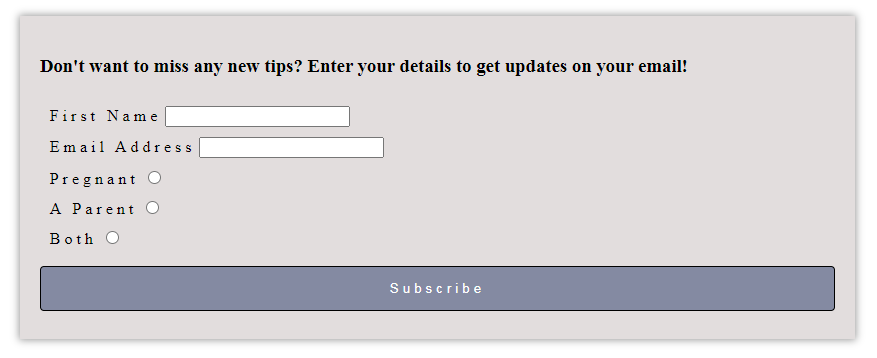 Don't want to miss any new tips? Enter your details to get updates on your email!
First Name
Email Address
Pregnant
A Parent
Both
Subscribe